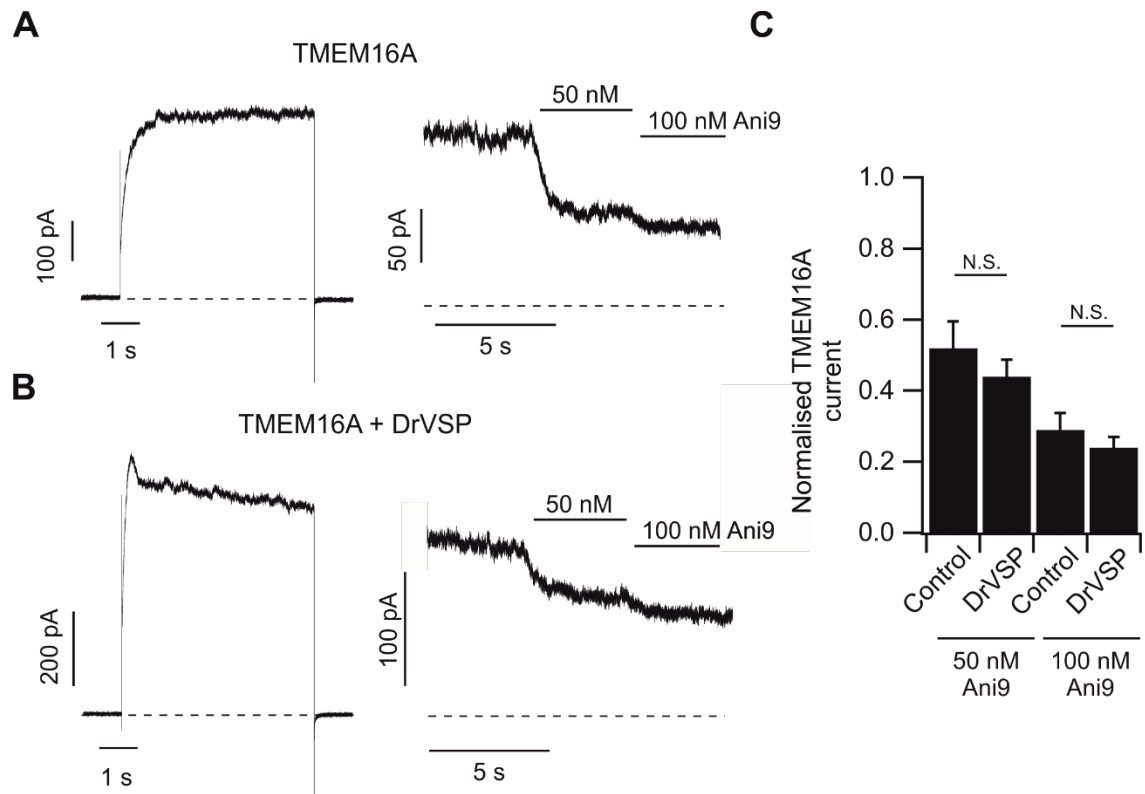 A
TMEM16A
100 pA
1 s
50 nM
100 nM Ani9
50 pA
5 s
B
TMEM16A + DrVSP
200 pA
1 s
50 nM
100 nM Ani9
100 pA
5 s
C
Normalised TMEM16A
current
1.0
0.8
0.6
0.4
0.2
0.0
N.S.
N.S.
Control
DrVSP
Control
DrVSP
50 nM
Ani9
100 nM
Ani9